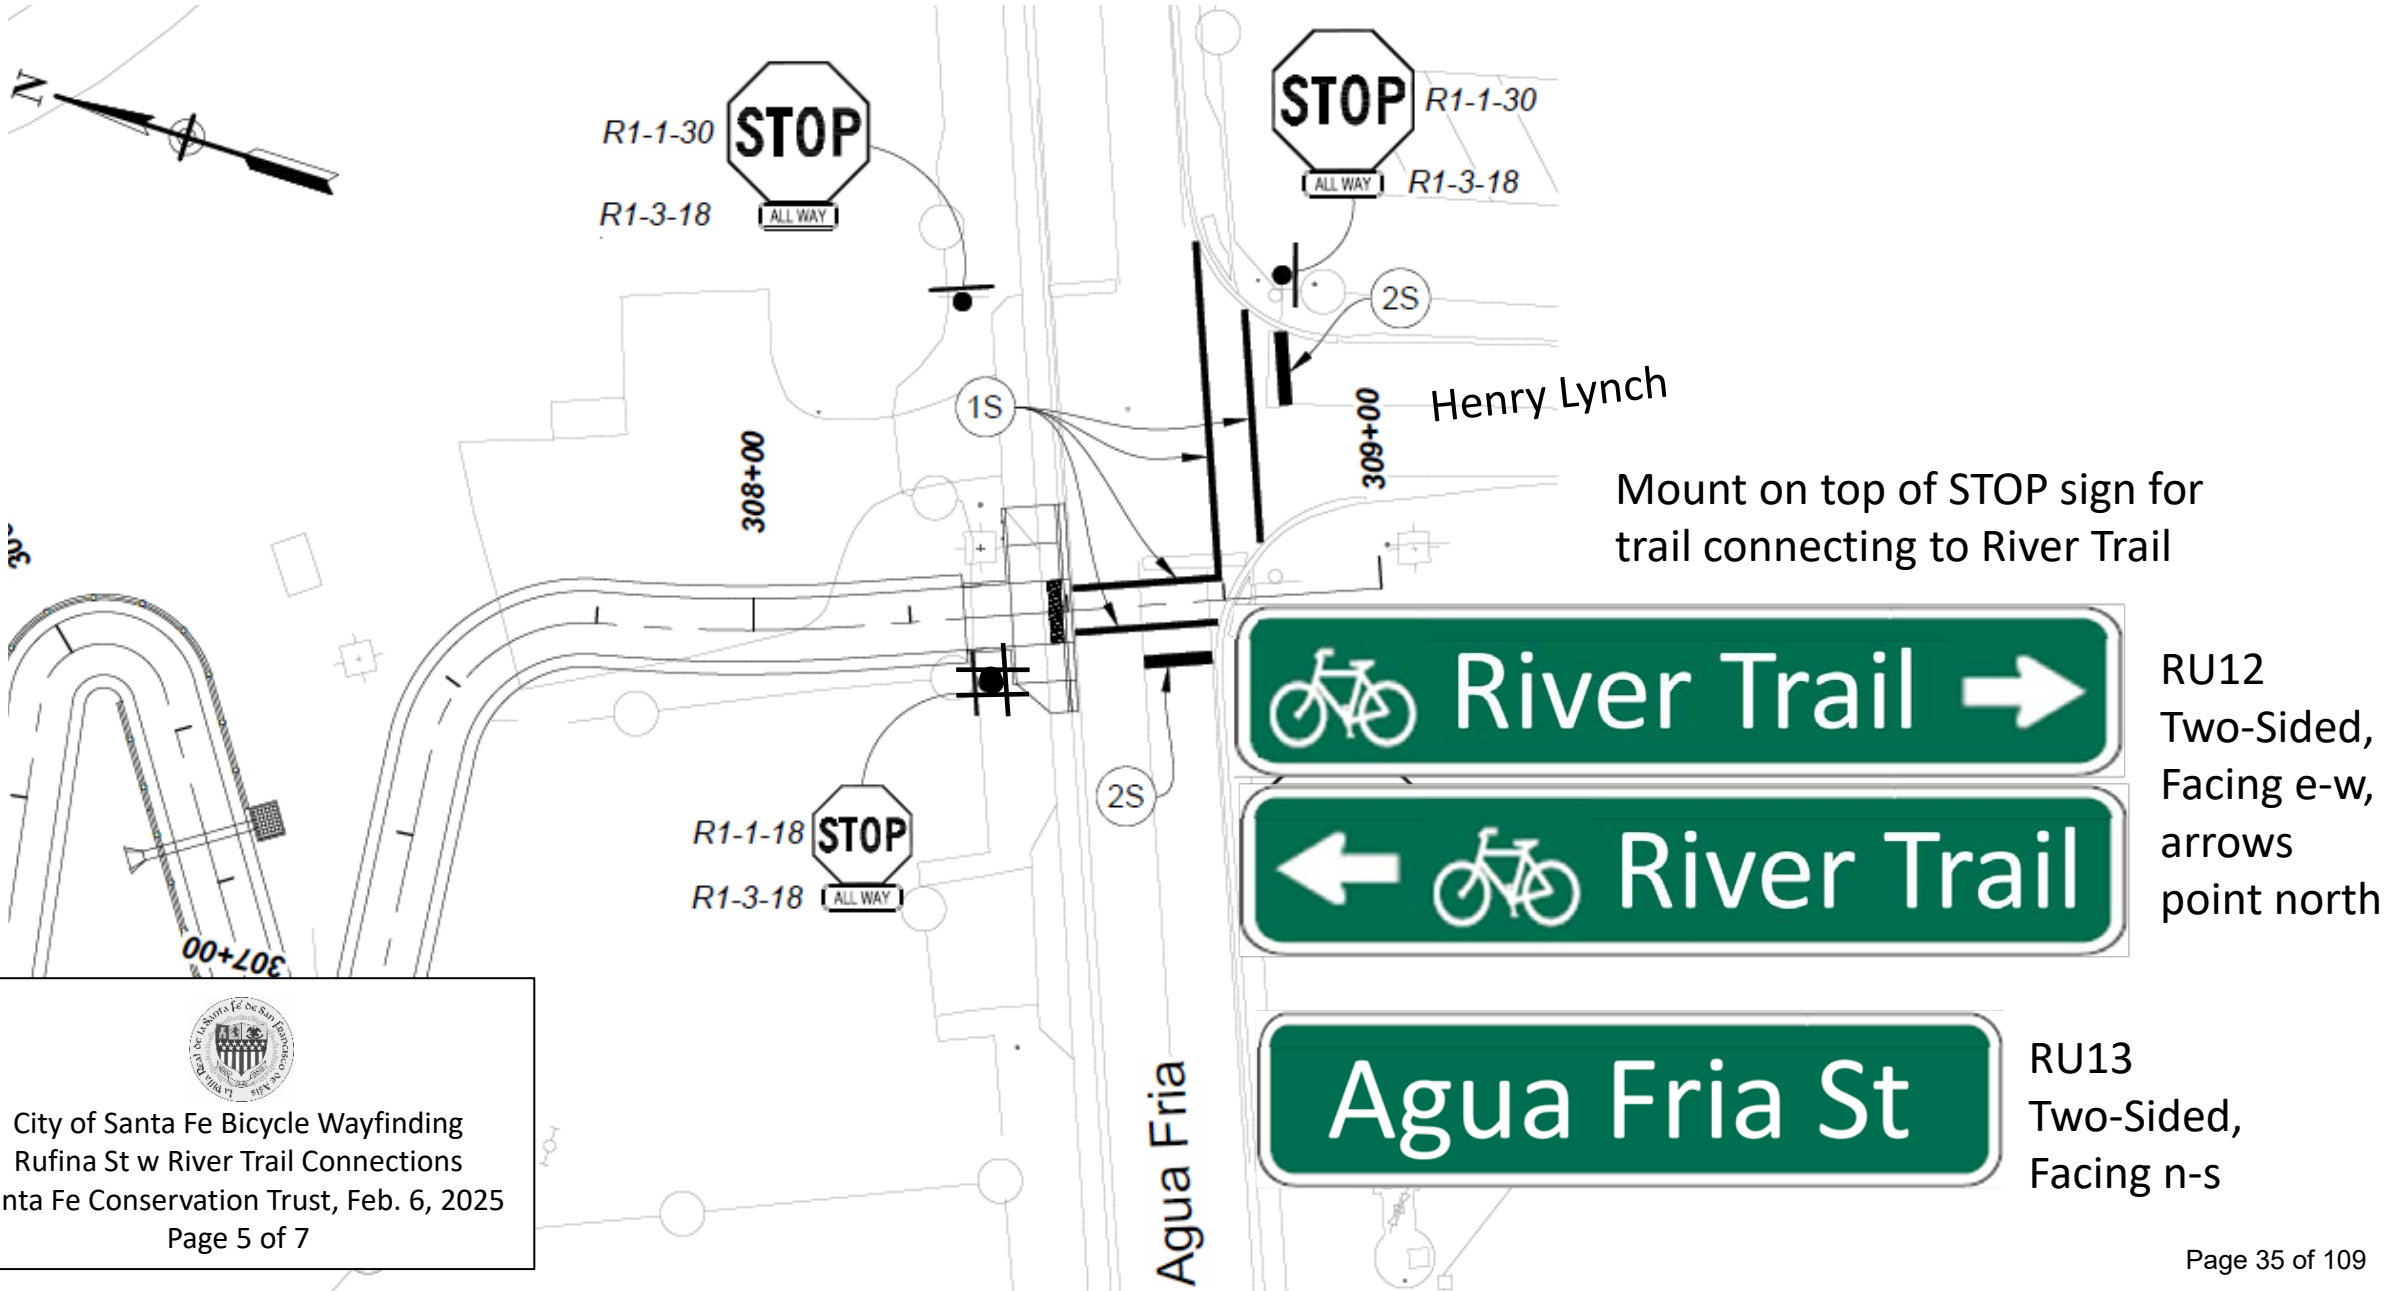 N
R1-1-30
STOP
R1-3-18
ALL WAY
STOP
R1-1-30
ALL WAY
R1-3-18
2S
1S
Henry Lynch
308+00
309+00
Mount on top of STOP sign for
trail connecting to River Trail
River Trail
RU12
Two-Sided,
Facing e-w,
arrows
point north
River Trail
2S
R1-1-18
STOP
R1-3-18
ALL WAY
307+00
Agua Fria
Agua Fria St
RU13
Two-Sided,
Facing n-s
City of Santa Fe Bicycle Wayfinding
Rufina St w River Trail Connections
nta Fe Conservation Trust, Feb. 6, 2025
Page 5 of 7
Page 35 of 109